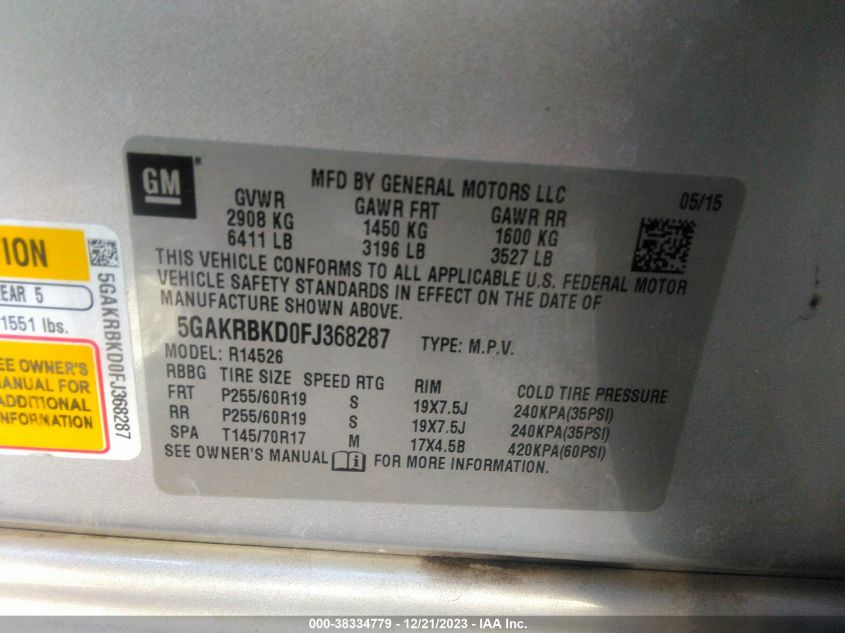 GM
MFD BY GENERAL MOTORS LLC
05/15
GVWR GAWR FRT GAWR RR
2908 KG 1450 KG 1600 KG
6411 LB 3196 LB 3527 LB
THIS VEHICLE CONFORMS TO ALL APPLICABLE U.S. FEDERAL MOTOR
VEHICLE SAFETY STANDARDS IN EFFECT ON THE DATE OF
MANUFACTURE SHOWN ABOVE.
5GAKRBKD0FJ368287 TYPE: M.P.V.
MODEL: R14526
RBBG TIRE SIZE SPEED RTG RIM COLD TIRE PRESSURE
FRT P255/60R19 S 19X7.5J 240KPA(35PSI)
RR P255/60R19 S 19X7.5J 240KPA(35PSI)
SPA T145/70R17 M 17X4.5B 420KPA(60PSI)
SEE OWNER'S MANUAL FOR MORE INFORMATION.
TION
EAR 5
1551 lbs.
EE OWNER'S
MANUAL FOR
ADDITIONAL
INFORMATION
5GAKRBKD0FJ368287
000-38334779 - 12/21/2023 - IAA Inc.